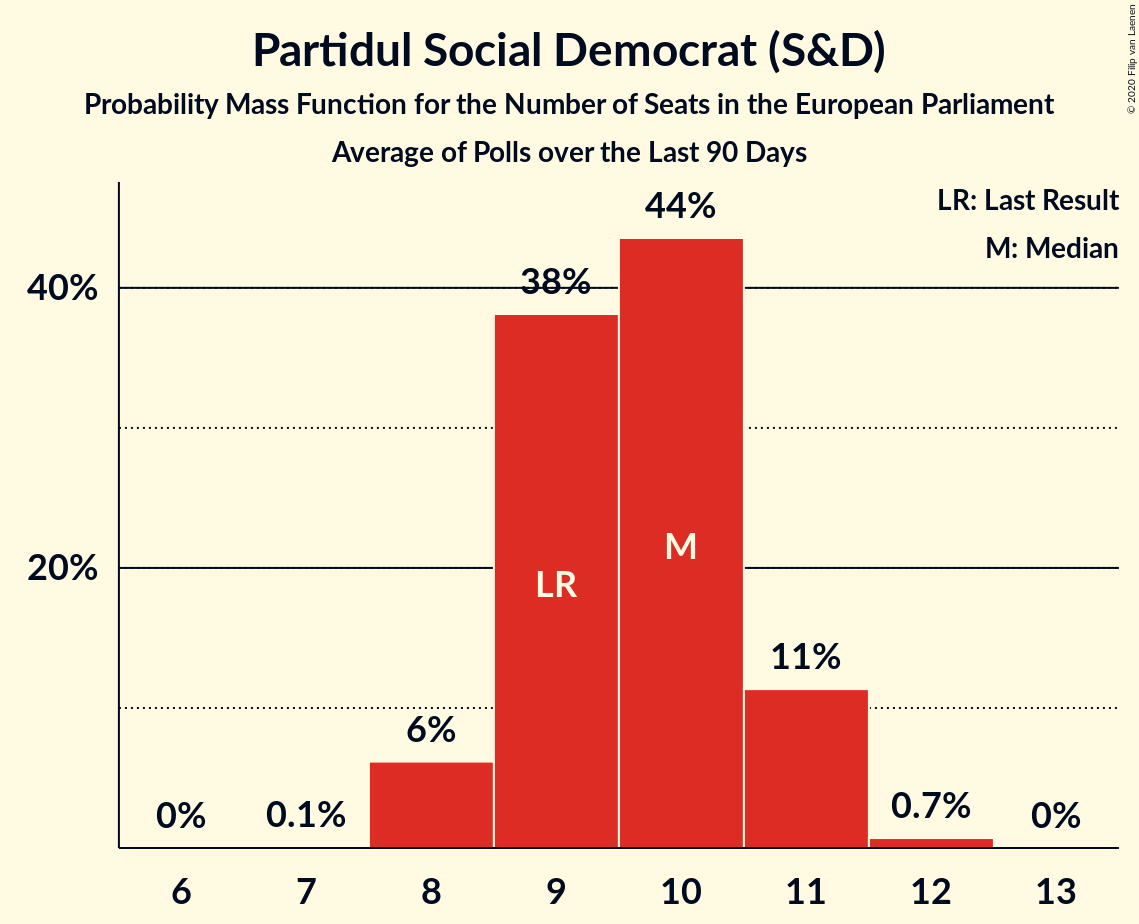 Partidul Social Democrat (S&D)
Probability Mass Function for the Number of Seats in the European Parliament
Average of Polls over the Last 90 Days
© 2020 Filip van Laenen
LR: Last Result
M: Median
44%
40%
38%
20%
M
LR
11%
6%
0%
0.1%
0.7%
0%
6 7 8 9 10 11 12 13